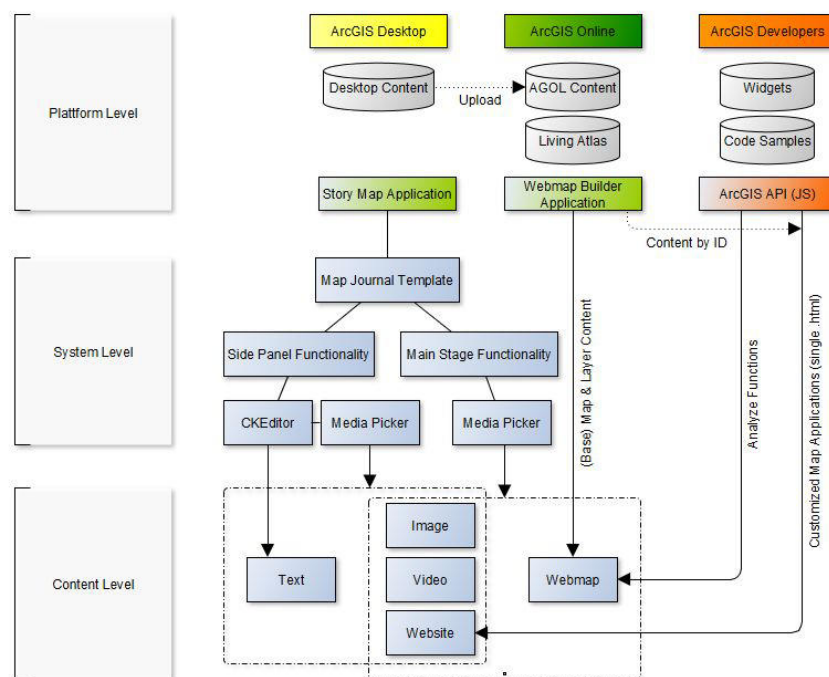 ArcGIS Desktop
ArcGIS Online
ArcGIS Developers
Plattform Level
Desktop Content
Upload
AGOL Content
Widgets
Living Atlas
Code Samples
Story Map Application
Webmap Builder
Application
ArcGIS API (JS)
Content by ID
System Level
Map Journal Template
Side Panel Functionality
Main Stage Functionality
CKEditor
Media Picker
Media Picker
(Base) Map & Layer Content
Analyze Functions
Customized Map Applications (single .html)
Content Level
Image
Text
Video
Webmap
Website